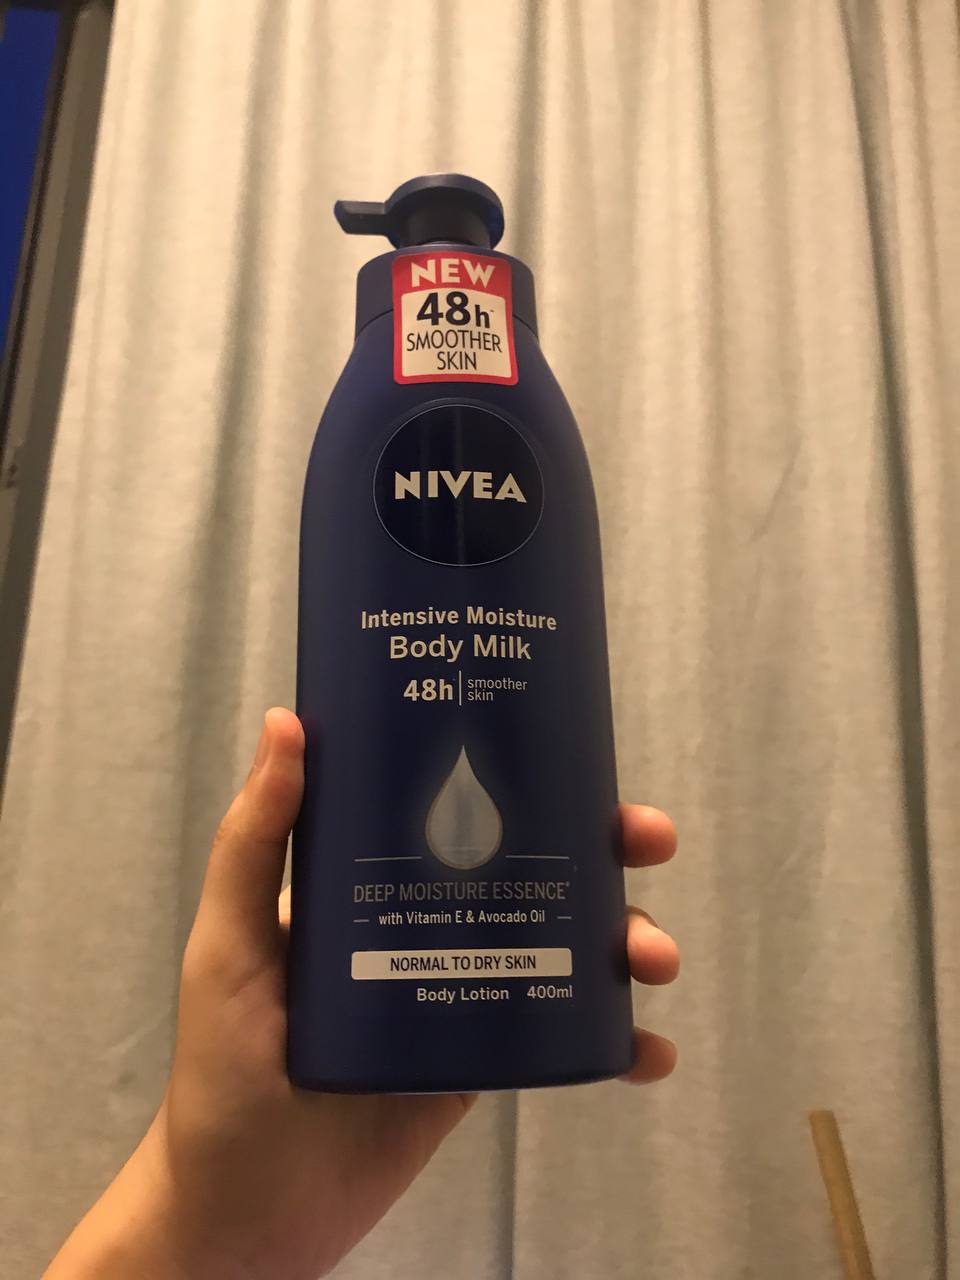 NEW
48h
SMOOTHER
SKIN
NIVEA
Intensive Moisture
Body Milk
48h smoother
skin
DEEP MOISTURE ESSENCE*
with Vitamin E & Avocado Oil
NORMAL TO DRY SKIN
Body Lotion 400ml